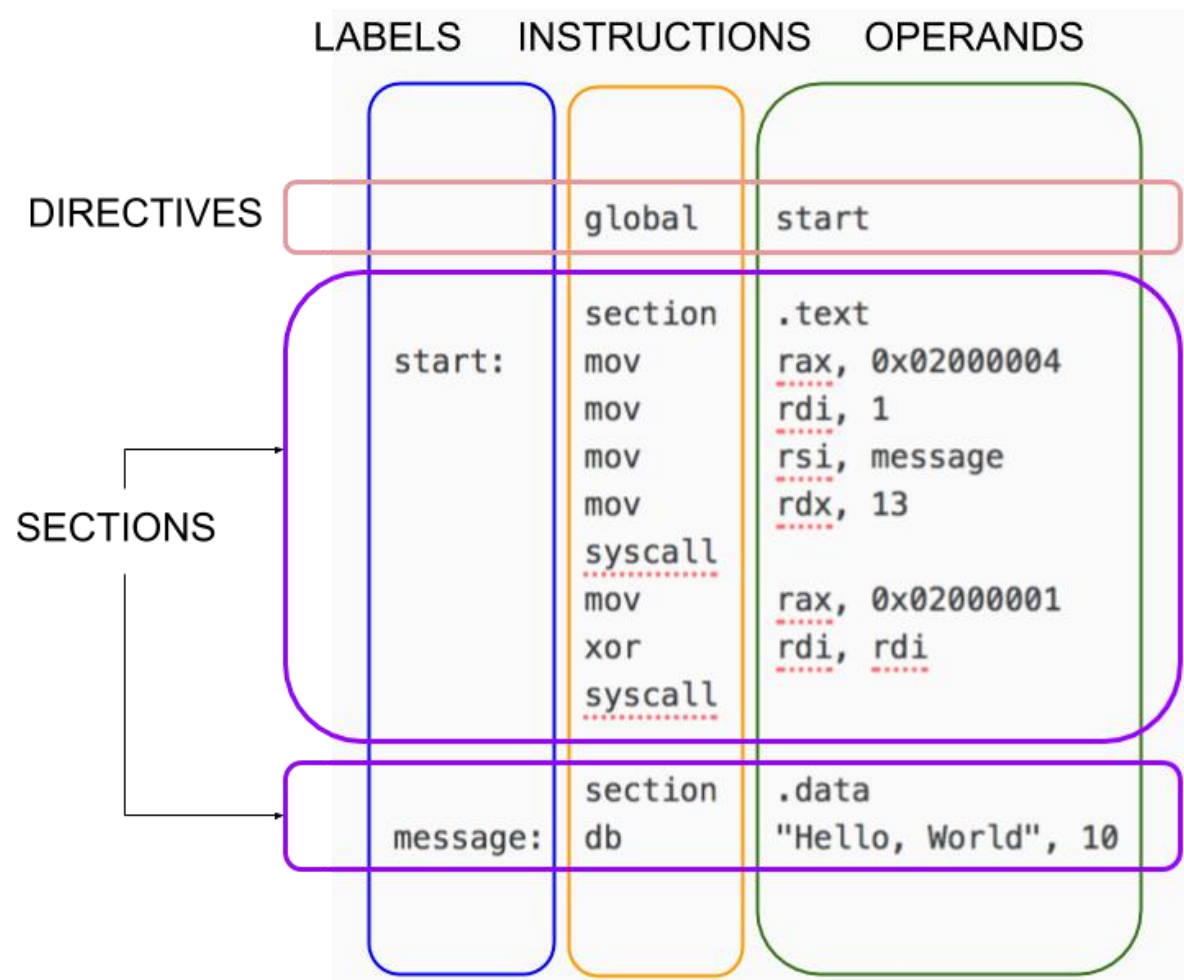 LABELS INSTRUCTIONS OPERANDS
DIRECTIVES global start
section .text
start: mov rax, 0x02000004
mov rdi, 1
mov rsi, message
mov rdx, 13
SECTIONS
syscall
mov rax, 0x02000001
xor rdi, rdi
syscall
section .data
message: db "Hello, World", 10